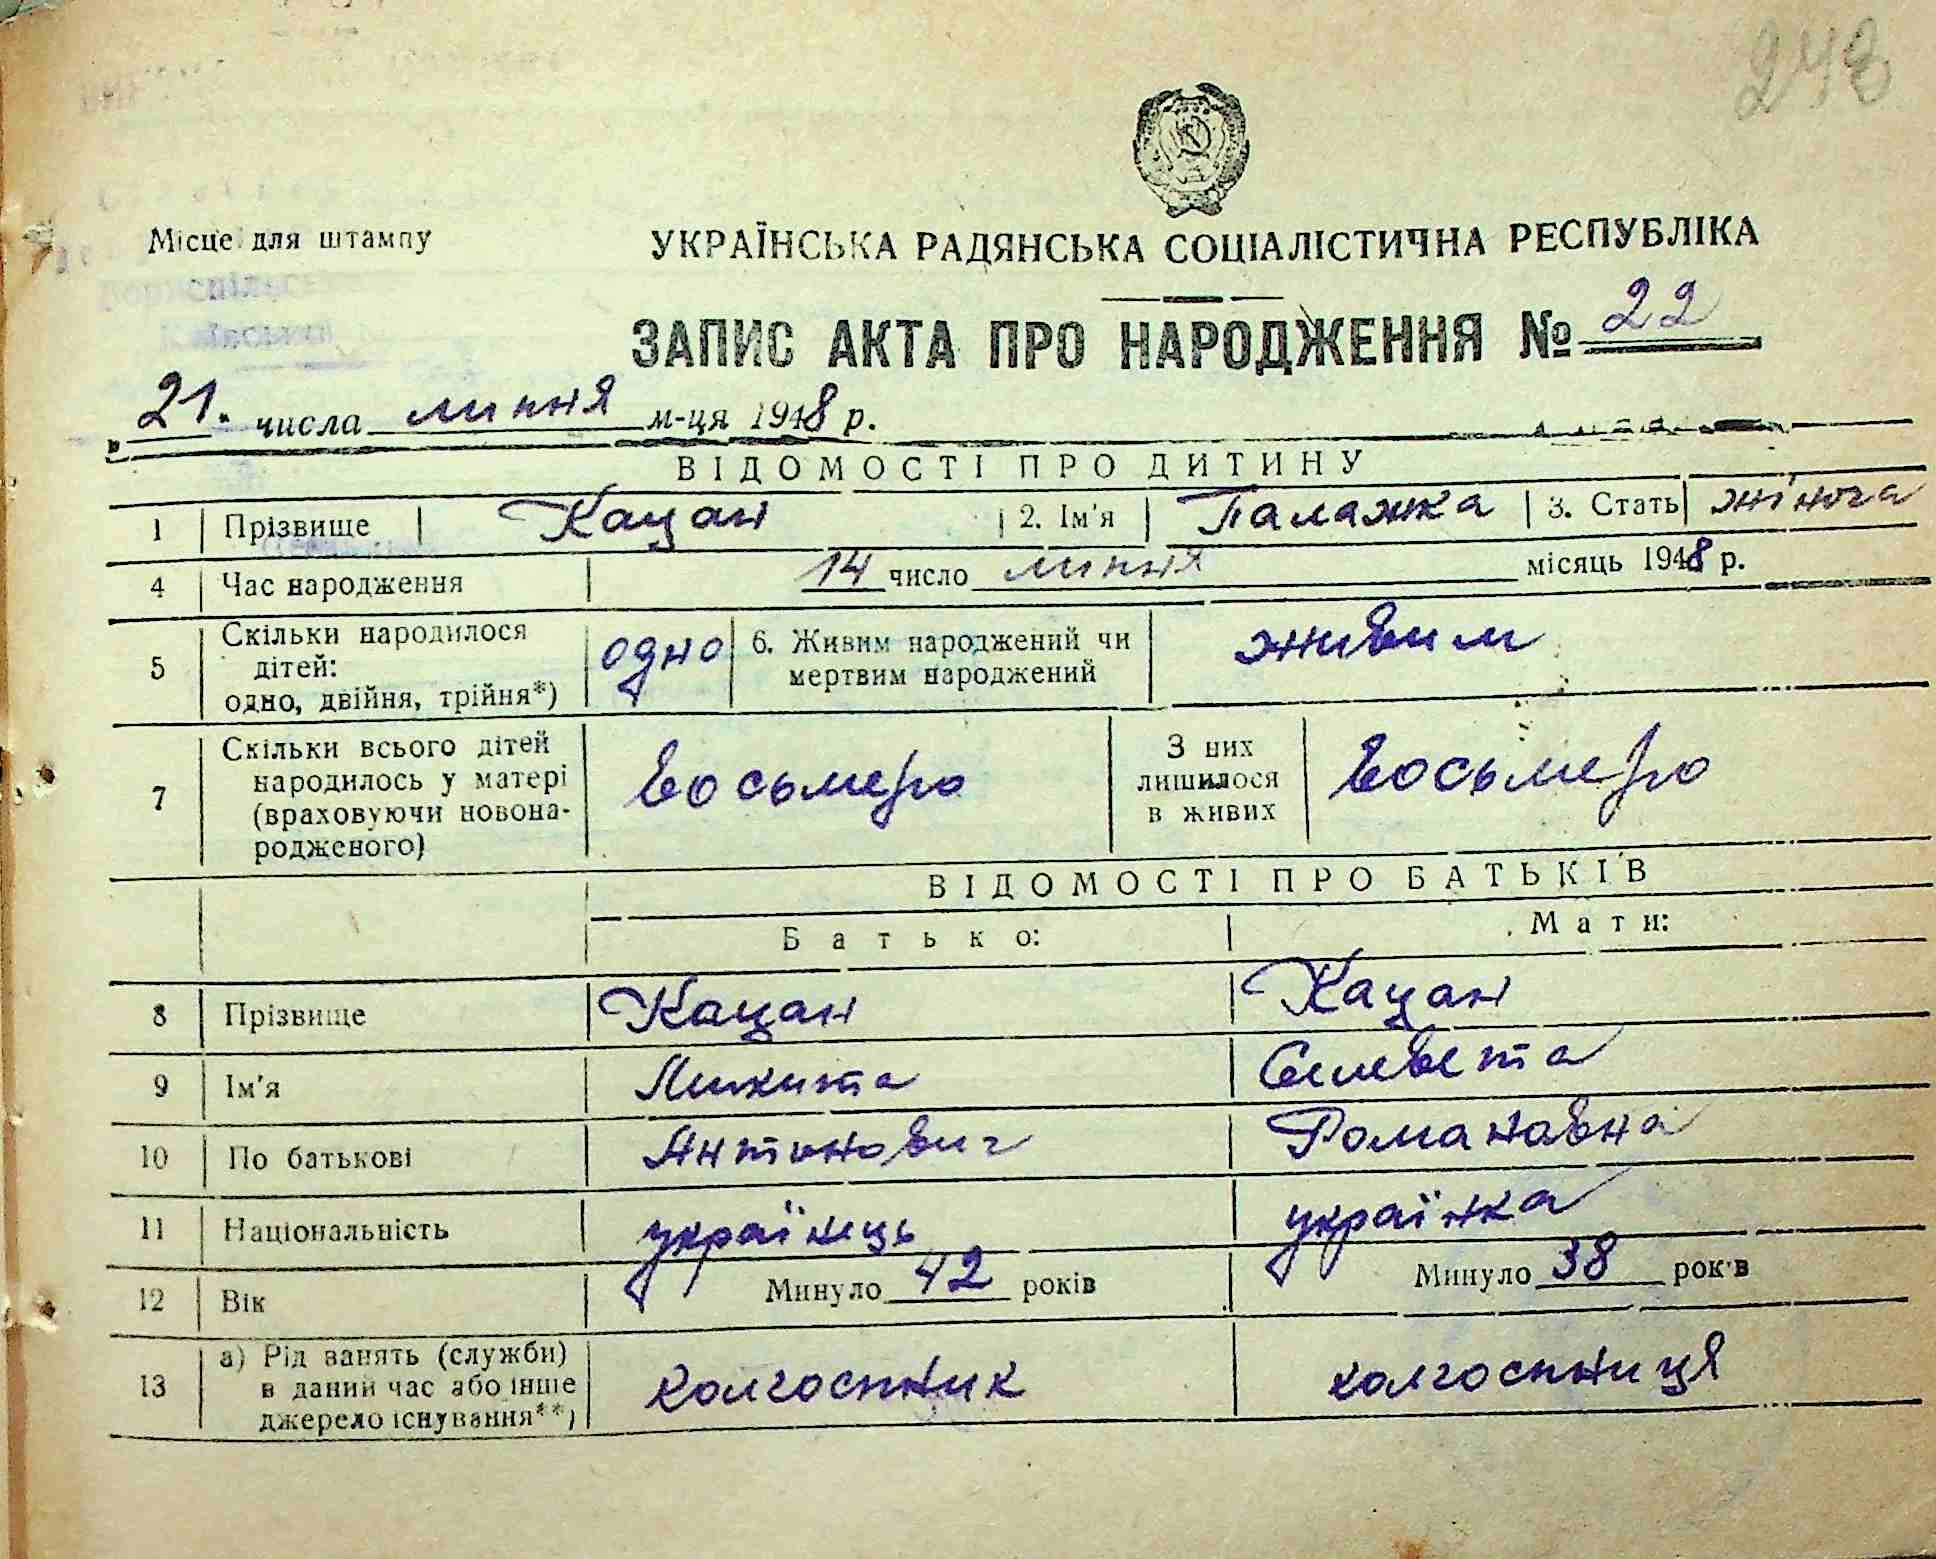 248
Місце для штампу
УКРАЇНСЬКА РАДЯНСЬКА СОЦІАЛІСТИЧНА РЕСПУБЛІКА
ЗАПИС АКТА ПРО НАРОДЖЕННЯ № 22
21. числа липня м-ця 1948 р.
ВІДОМОСТІ ПРО ДИТИНУ
1 Прізвище Кацан 2. Ім'я Палажка 3. Стать жіноча
4 Час народження 14 число липня місяць 1948 р.
5 Скільки народилося дітей: одно, двійня, трійня*) одно 6. Живим народжений чи мертвим народжений живим
7 Скільки всього дітей народилось у матері (враховуючи новонародженого) восьмеро З них лишилося в живих восьмеро
ВІДОМОСТІ ПРО БАТЬКІВ
Батько: Мати:
8 Прізвище Кацан Кацан
9 Ім'я Микита Селевета
10 По батькові Антонович Романовна
11 Національність українець українка
12 Вік Минуло 42 років Минуло 38 років
13 а) Рід занять (служби) в даний час або інше джерело існування**) колгоспник колгоспниця